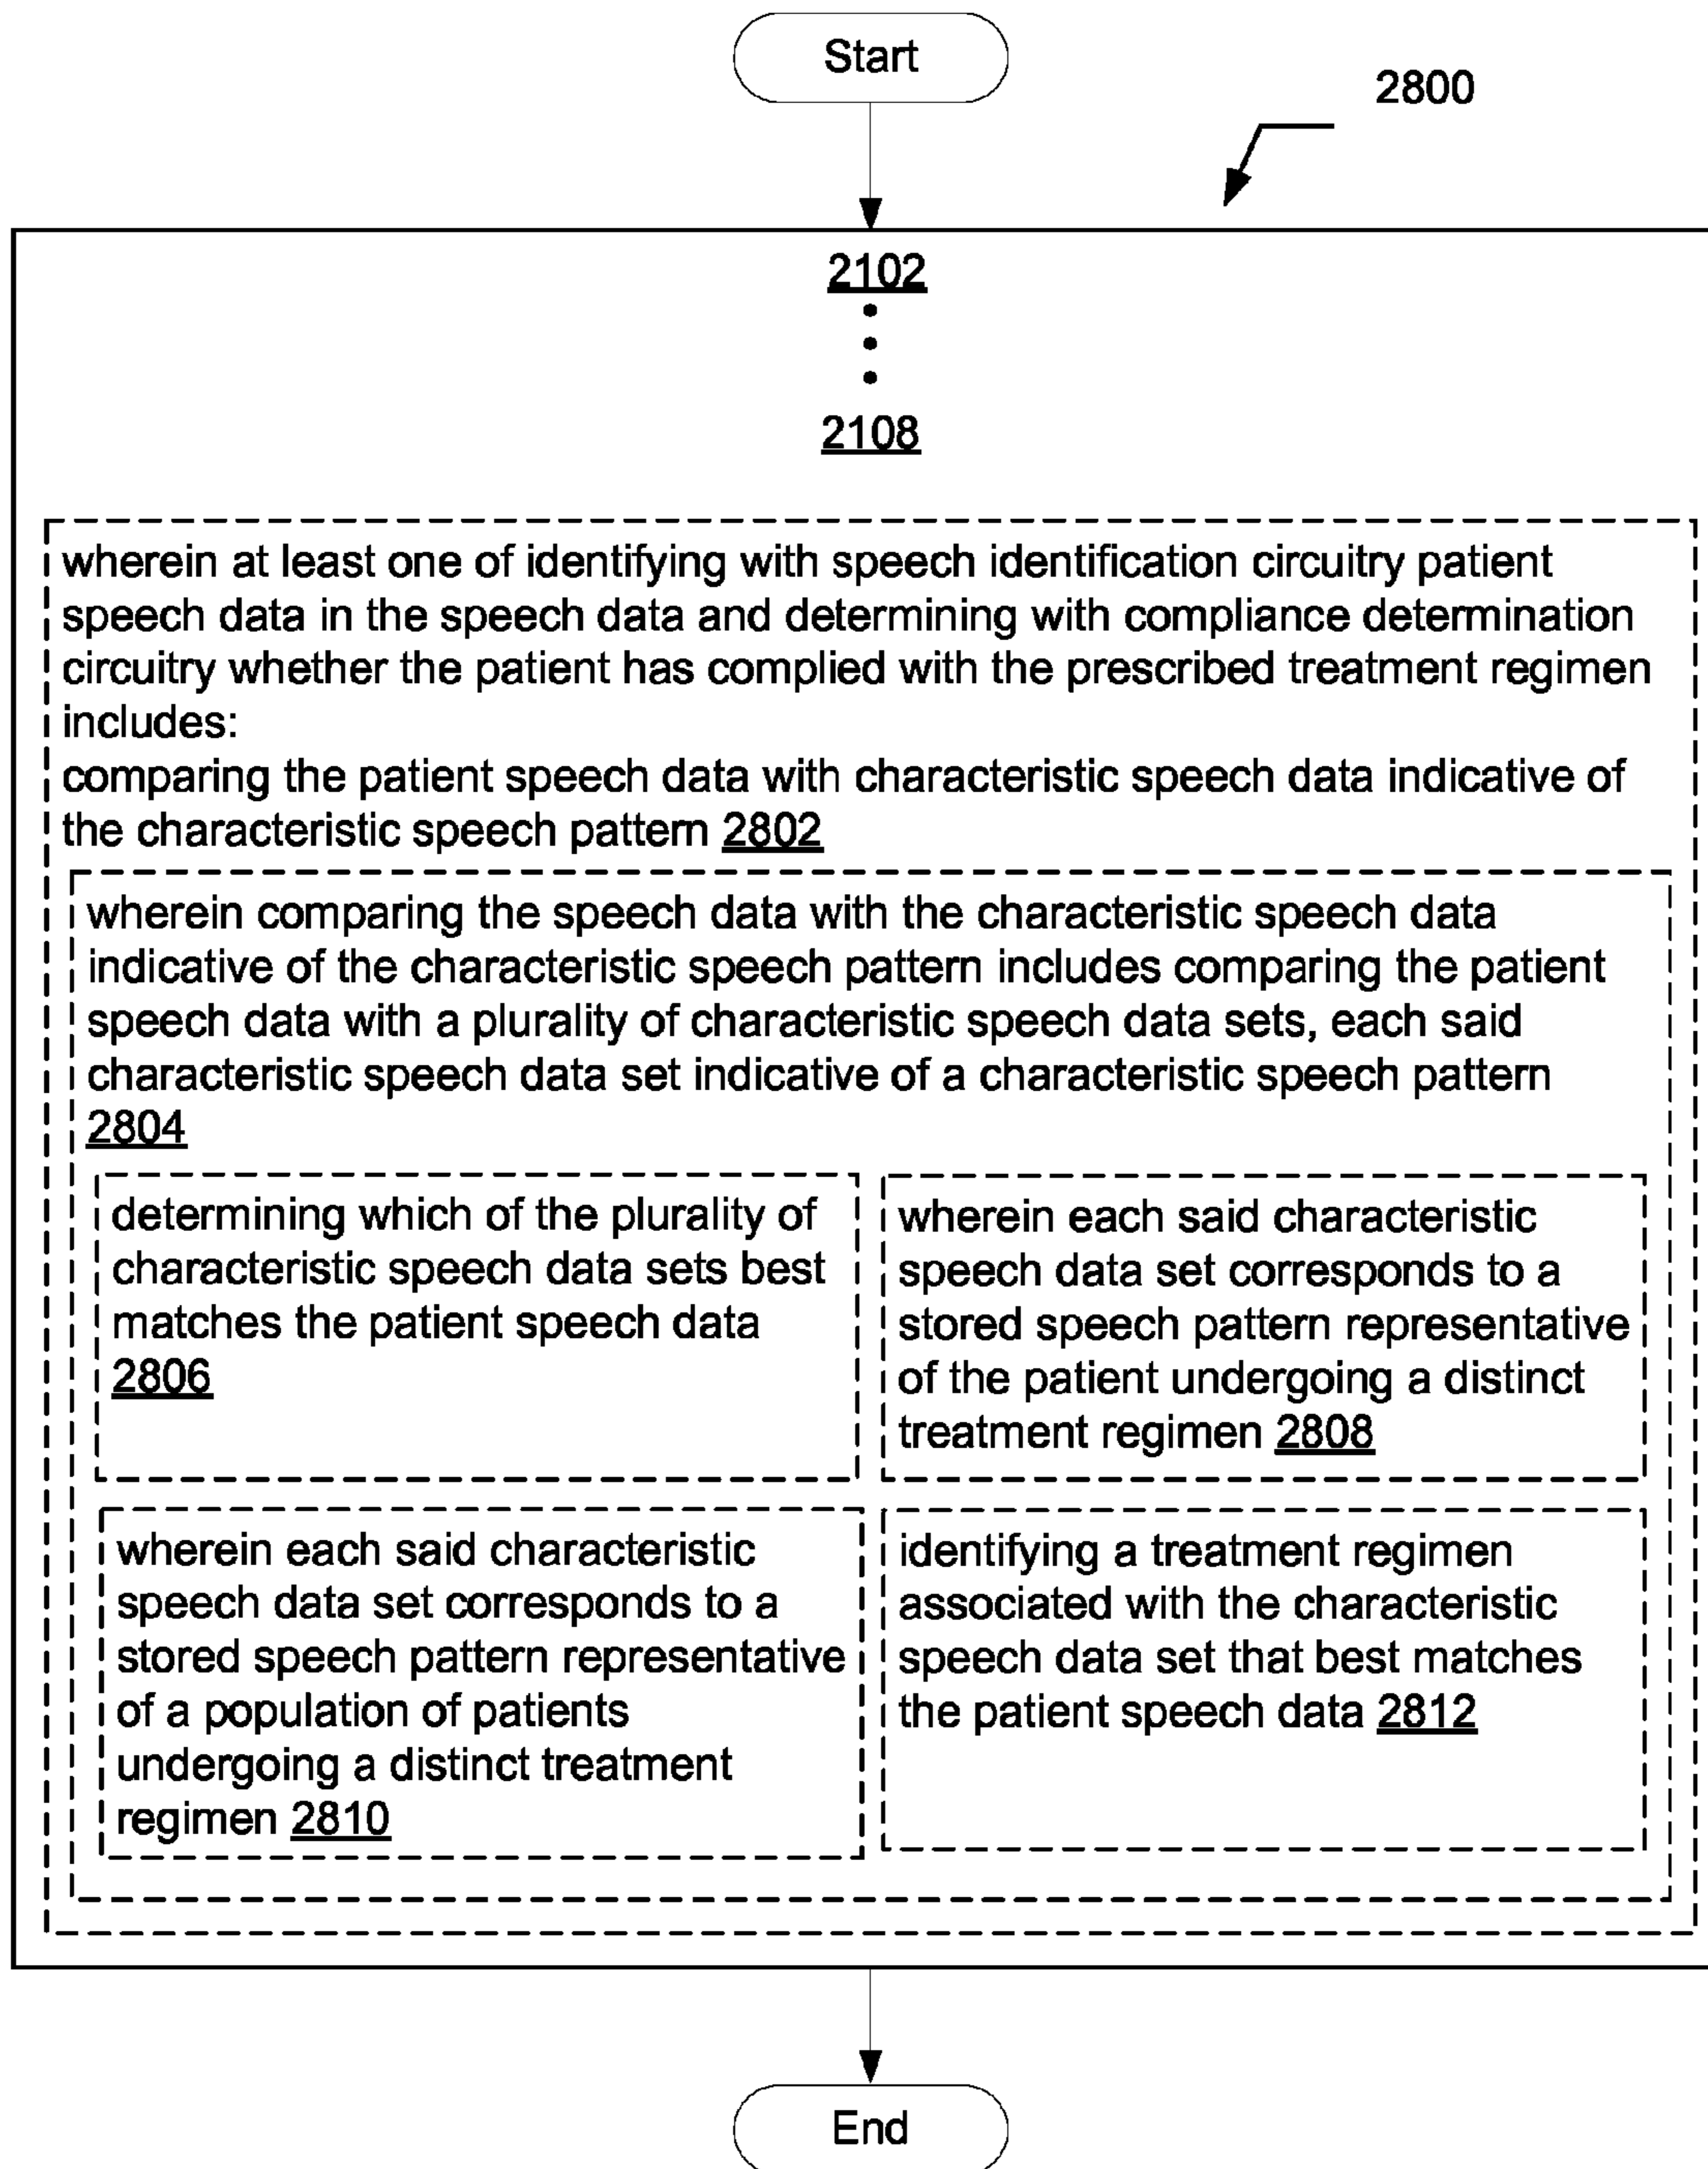 Start
2800
2102
2108
wherein at least one of identifying with speech identification circuitry patient
speech data in the speech data and determining with compliance determination
circuitry whether the patient has complied with the prescribed treatment regimen
includes:
comparing the patient speech data with characteristic speech data indicative of
the characteristic speech pattern 2802
wherein comparing the speech data with the characteristic speech data
indicative of the characteristic speech pattern includes comparing the patient
speech data with a plurality of characteristic speech data sets, each said
characteristic speech data set indicative of a characteristic speech pattern
2804
determining which of the plurality of
characteristic speech data sets best
matches the patient speech data
2806
wherein each said characteristic
speech data set corresponds to a
stored speech pattern representative
of the patient undergoing a distinct
treatment regimen 2808
wherein each said characteristic
speech data set corresponds to a
stored speech pattern representative
of a population of patients
undergoing a distinct treatment
regimen 2810
identifying a treatment regimen
associated with the characteristic
speech data set that best matches
the patient speech data 2812
End